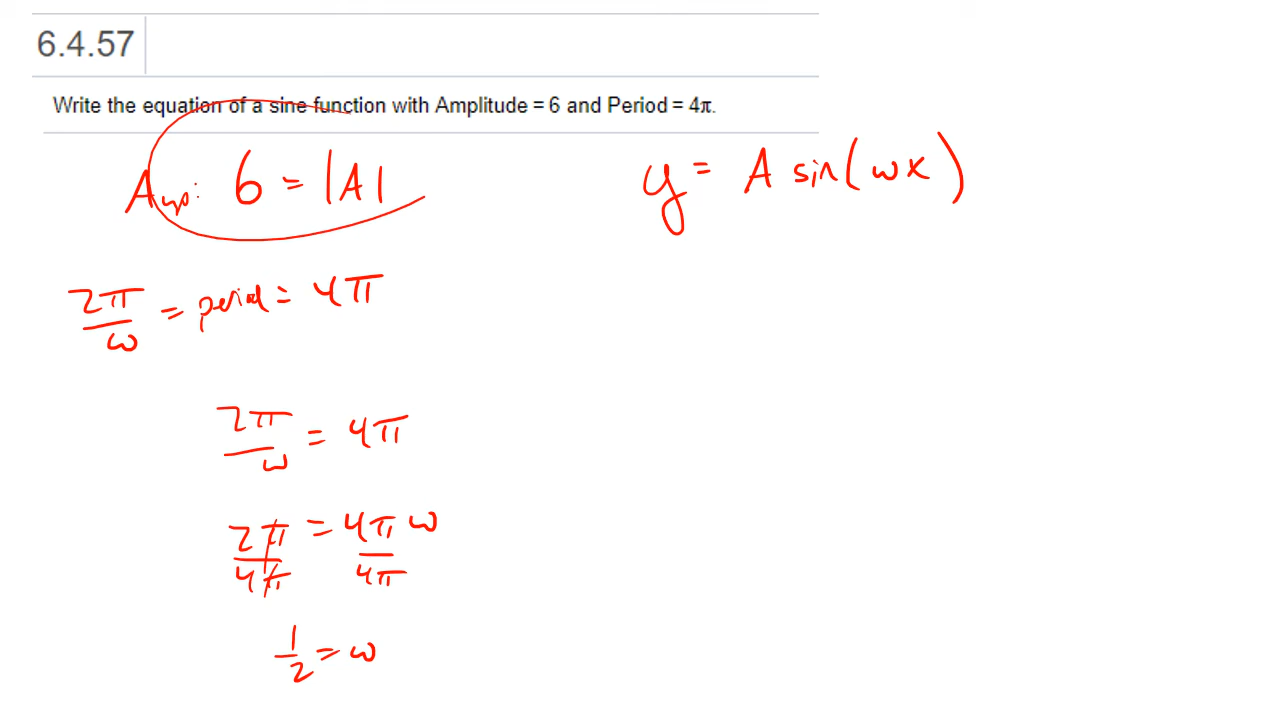 6.4.57
Write the equation of a sine function with Amplitude = 6 and Period = 4π.
Amp: 6 = |A|
y = A sin(ωx)
2π/ω = period = 4π
2π/ω = 4π
2π/4π = 4πω/4π
1/2 = ω